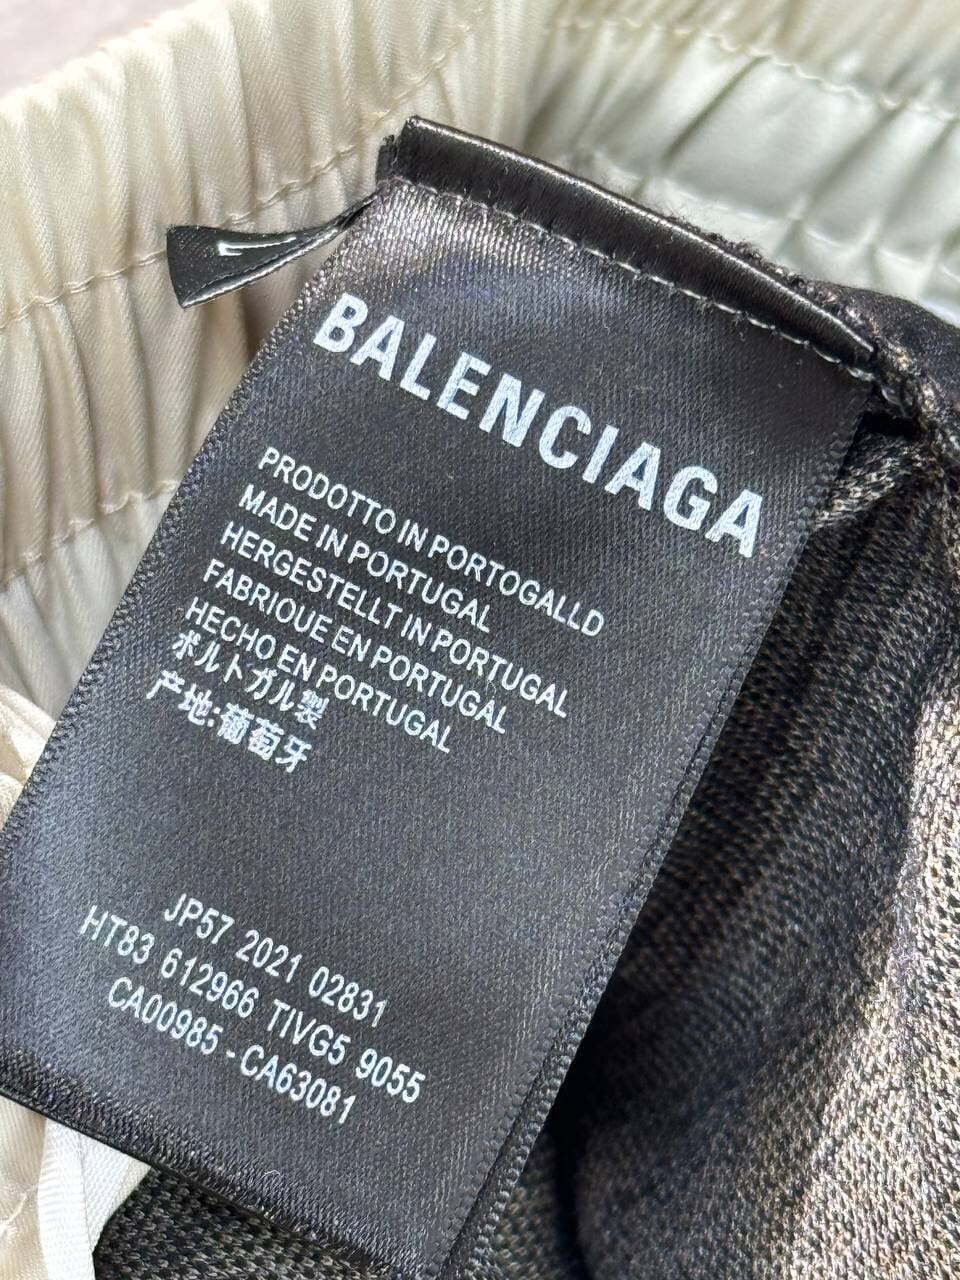 BALENCIAGA
PRODOTTO IN PORTOGALLD
MADE IN PORTUGAL
HERGESTELLT IN PORTUGAL
FABRIQUE EN PORTUGAL
HECHO EN PORTUGAL
ポルトガル製
产地:葡萄牙
JP57 2021 02831
HT83 612966 TIVG5 9055
CA00985 - CA63081